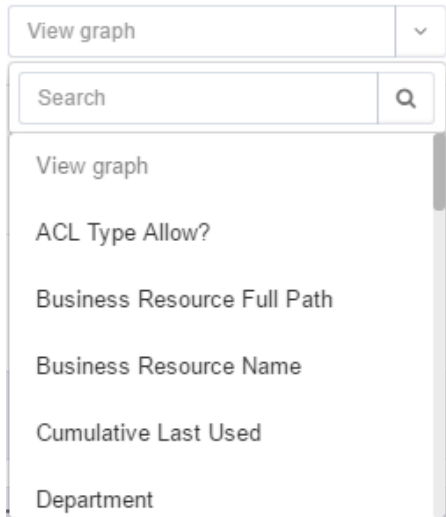 View graph
Search
View graph
ACL Type Allow?
Business Resource Full Path
Business Resource Name
Cumulative Last Used
Department